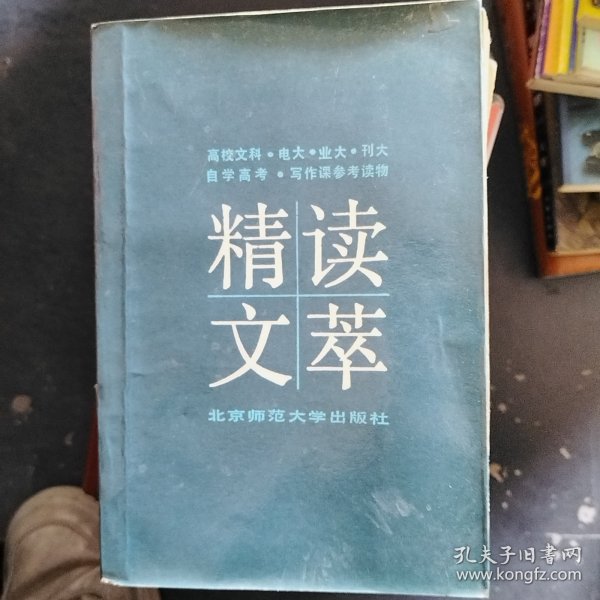 高校文科·电大·业大·刊大
自学高考·写作课参考读物
精读
文萃
北京师范大学出版社
孔夫子旧书网
www.kongfz.com